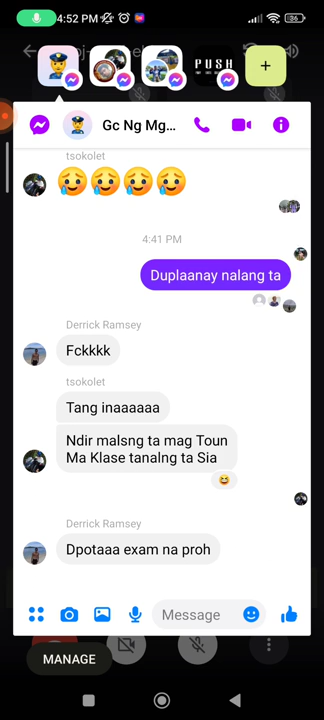 4:52 PM
36
PUSH
+
Gc Ng Mg...
tsokolet
🥲🥲🥲🥲
4:41 PM
Duplaanay nalang ta
Derrick Ramsey
Fckkkk
tsokolet
Tang inaaaaaa
Ndir malsng ta mag Toun
Ma Klase tanalng ta Sia
😆
Derrick Ramsey
Dpotaaa exam na proh
Message
MANAGE